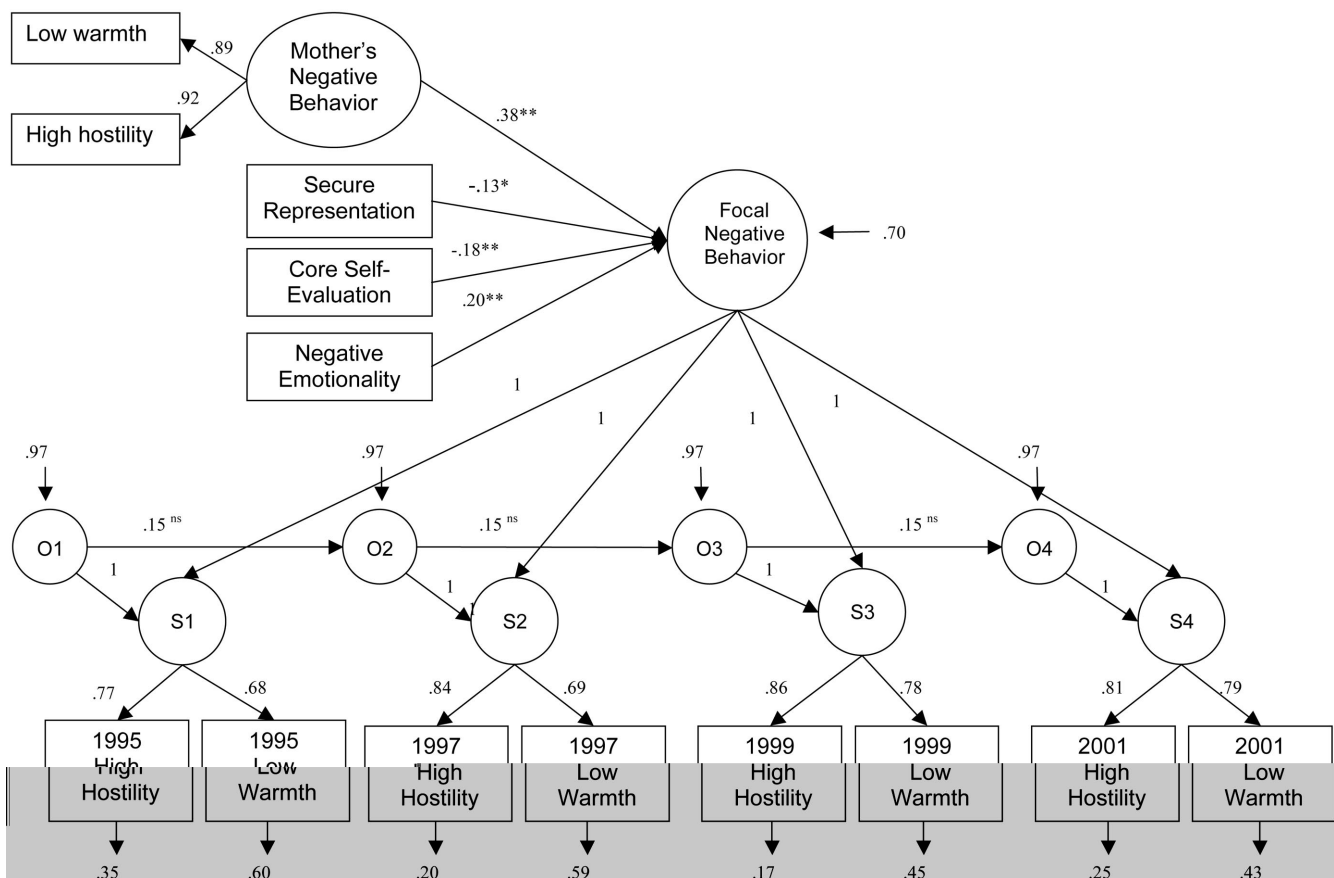 Low warmth
.89
Mother's
Negative
Behavior
.92
High hostility
.38**
Secure
Representation
-.13*
Focal
Negative
Behavior
.70
Core Self-
Evaluation
-.18**
.20**
Negative
Emotionality
1
1
1
1
.97
.97
.97
.97
O1
.15 ns
O2
.15 ns
O3
.15 ns
O4
1
1
1
1
1
S1
S2
S3
S4
.77
.68
.84
.69
.86
.78
.81
.79
1995
High
Hostility
1995
Low
Warmth
1997
High
Hostility
1997
Low
Warmth
1999
High
Hostility
1999
Low
Warmth
2001
High
Hostility
2001
Low
Warmth
.35
.60
.20
.59
.17
.45
.25
.43